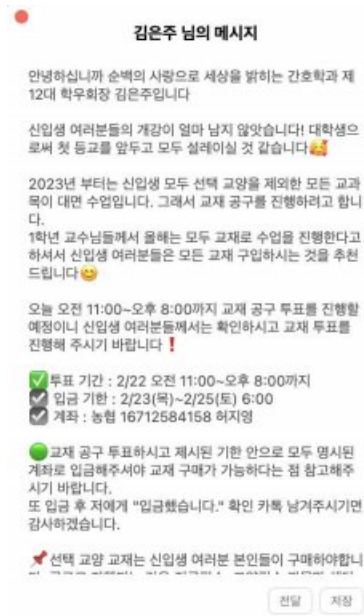 김은주 님의 메시지
안녕하십니까 순백의 사랑으로 세상을 밝히는 간호학과 제
12대 학우회장 김은주입니다
신입생 여러분들의 개강이 얼마 남지 않앗습니다! 대학생으
로써 첫 등교를 앞두고 모두 설레이실 것 같습니다🥰
2023년 부터는 신입생 모두 선택 교양을 제외한 모든 교과
목이 대면 수업입니다. 그래서 교재 공구를 진행하려고 합니
다.
1학년 교수님들께서 올해는 모두 교재로 수업을 진행한다고
하셔서 신입생 여러분들은 모든 교재 구입하시는 것을 추천
드립니다😊
오늘 오전 11:00~오후 8:00까지 교재 공구 투표를 진행할
예정이니 신입생 여러분들께서는 확인하시고 교재 투표를
진행해 주시기 바랍니다❗
✅투표 기간 : 2/22 오전 11:00~오후 8:00까지
☑ 입금 기한 : 2/23(목)~2/25(토) 6:00
☑ 계좌 : 농협 16712584158 허지영
🟢교재 공구 투표하시고 제시된 기한 안으로 모두 명시된
계좌로 입금해주셔야 교재 구매가 가능하다는 점 참고해주
시기 바랍니다.
또 입금 후 저에게 "입금했습니다." 확인 카톡 남겨주시기면
감사하겠습니다.
📌선택 교양 교재는 신입생 여러분 본인들이 구매하야합니
전달 저장